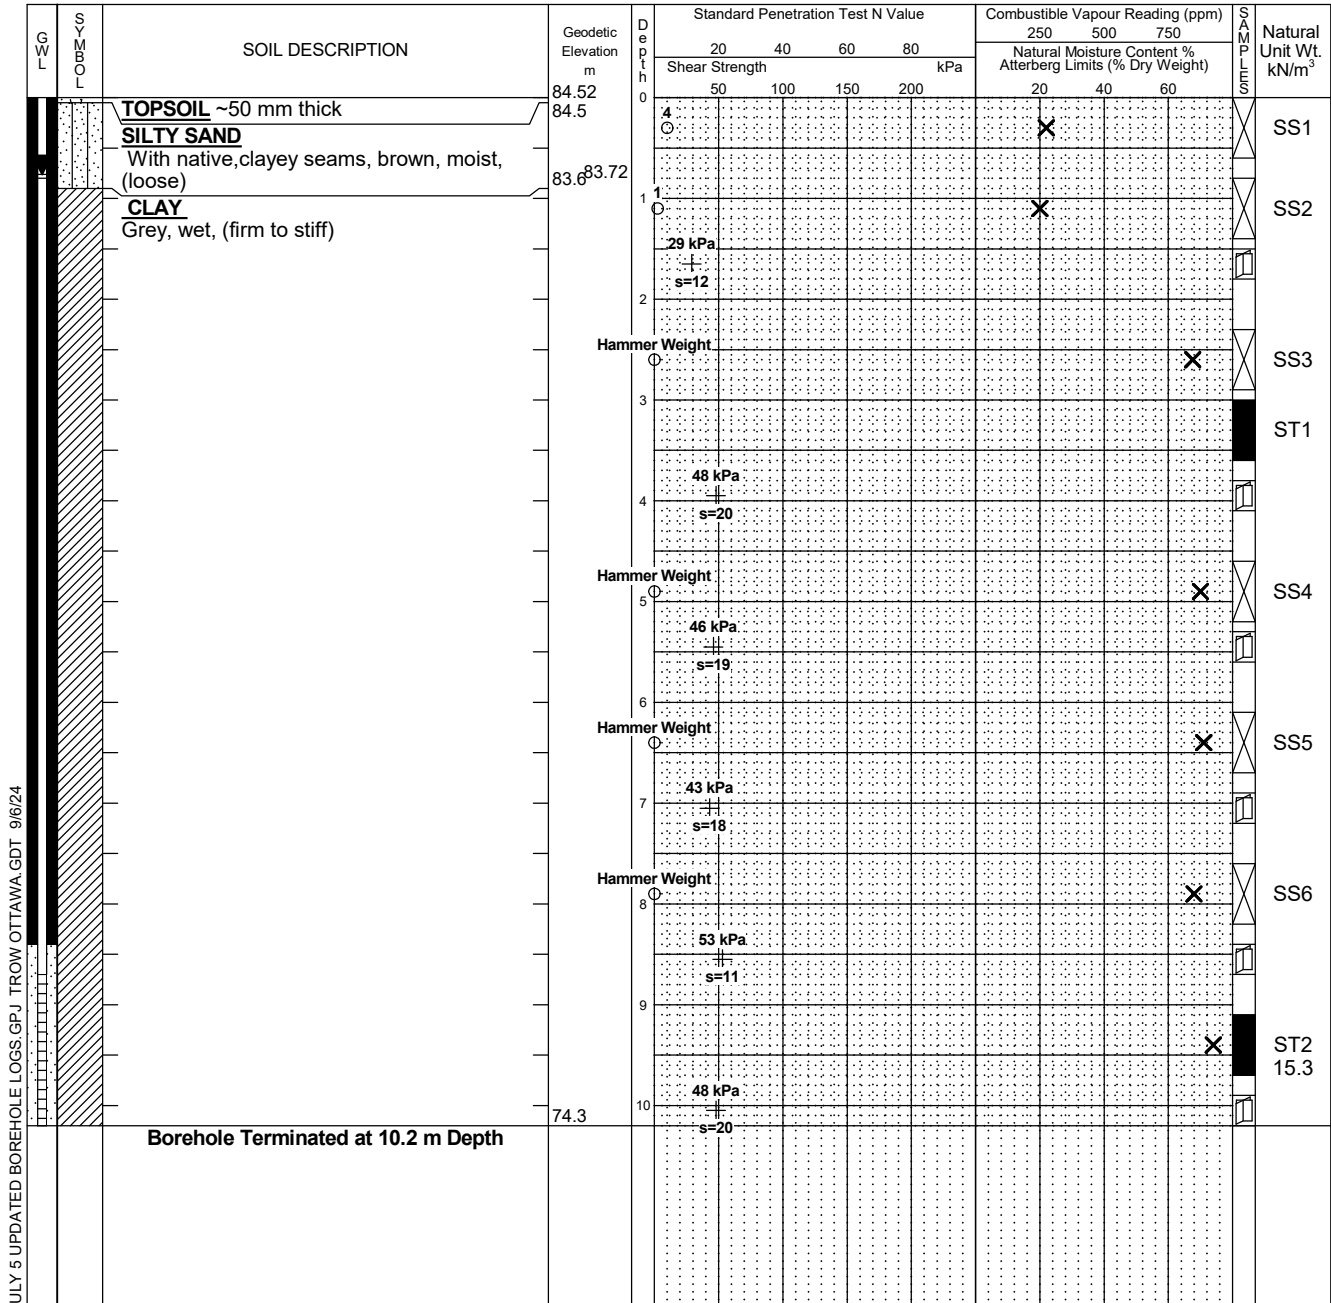 GWL
SYMBOL
SOIL DESCRIPTION
Geodetic
Elevation
m
84.52
Depth
Standard Penetration Test N Value
20 40 60 80
Shear Strength kPa
50 100 150 200
Combustible Vapour Reading (ppm)
250 500 750
Natural Moisture Content %
Atterberg Limits (% Dry Weight)
20 40 60
SAMPLES
Natural
Unit Wt.
kN/m³
0
TOPSOIL ~50 mm thick
84.5
4
SS1
SILTY SAND
With native,clayey seams, brown, moist,
(loose)
83.6
83.72
1
1
SS2
CLAY
Grey, wet, (firm to stiff)
29 kPa
s=12
2
Hammer Weight
SS3
3
ST1
48 kPa
4
s=20
Hammer Weight
SS4
5
46 kPa
s=19
6
Hammer Weight
SS5
43 kPa
7
s=18
Hammer Weight
SS6
8
53 kPa
s=11
9
ST2
15.3
48 kPa
10
74.3
s=20
Borehole Terminated at 10.2 m Depth
ULY 5 UPDATED BOREHOLE LOGS.GPJ TROW OTTAWA.GDT 9/6/24